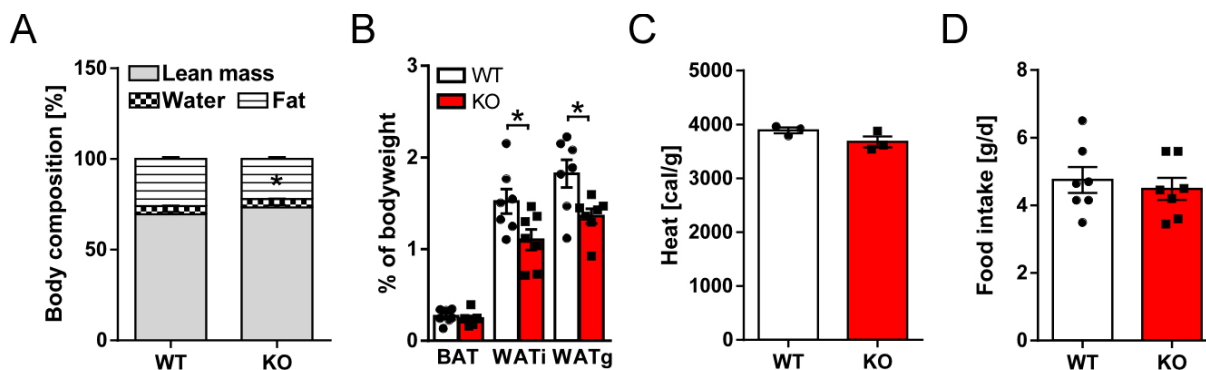 A
Body composition [%]
150
100
50
0
Lean mass
Water
Fat
*
WT
KO
B
% of bodyweight
3
2
1
0
WT
KO
*
*
BAT
WATi
WATg
C
Heat [cal/g]
5000
4000
3000
2000
1000
0
WT
KO
D
Food intake [g/d]
8
6
4
2
0
WT
KO